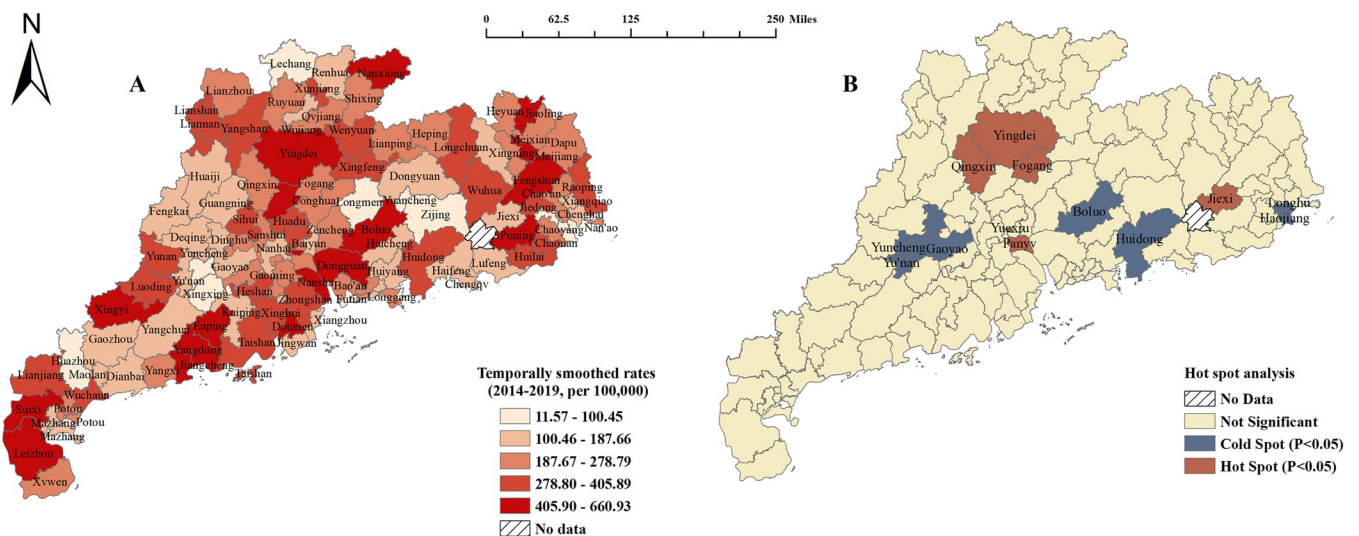 N
0 62.5 125 250 Miles
A
Lechang
Renhua
Nanxiong
Lianzhou
Xunjiang
Ruyuan
Shixing
Lianshan
Liannan
Yangshan
Qvjiang
Wujiang
Wenyuan
Lianping
Heping
Longchuan
Heyuan
Jiaoling
Meixian
Dapu
Xingning
Meijiang
Yingdei
Xingfeng
Huaiji
Qingxin
Fogang
Dongyuan
Wuhua
Fengshun
Raoping
Chao'an
Xiangqiao
Guangning
Conghua
Longmen
Yuancheng
Zijing
Jiexi
Jiedong
Chenghai
Nan'ao
Fengkai
Sihui
Huadu
Zencheng
Boluo
Puning
Chaoyang
Chaonan
Deqing
Dinghu
Sanshui
Baiyun
Huicheng
Nanhai
Yunan
Yuncheng
Gaoyao
Huidong
Lufeng
Huilai
Gaoming
Dongguan
Huiyang
Haifeng
Chengqv
Luoding
Yu'nan
Xingxing
Heshan
Nansha
Bao'an
Futian
Longgang
Zhongshan
Xingyi
Kaiping
Xinghui
Xiangzhou
Yangchun
Enping
Doumen
Gaozhou
Taishan
Jingwan
Yangdong
Huazhou
Maolan
Dianbai
Yangxi
Jiangcheng
Taishan
Lianjiang
Wuchaun
Suixi
Potou
Mazhang
Potou
Mazhang
Leizhou
Xvwen
Temporally smoothed rates
(2014-2019, per 100,000)
11.57 - 100.45
100.46 - 187.66
187.67 - 278.79
278.80 - 405.89
405.90 - 660.93
No data
B
Yingdei
Qingxin
Fogang
Jiexi
Longhu
Haojiang
Boluo
Yuexiu
Panyv
Huidong
Yuncheng
Gaoyao
Yu'nan
Hot spot analysis
No Data
Not Significant
Cold Spot (P<0.05)
Hot Spot (P<0.05)